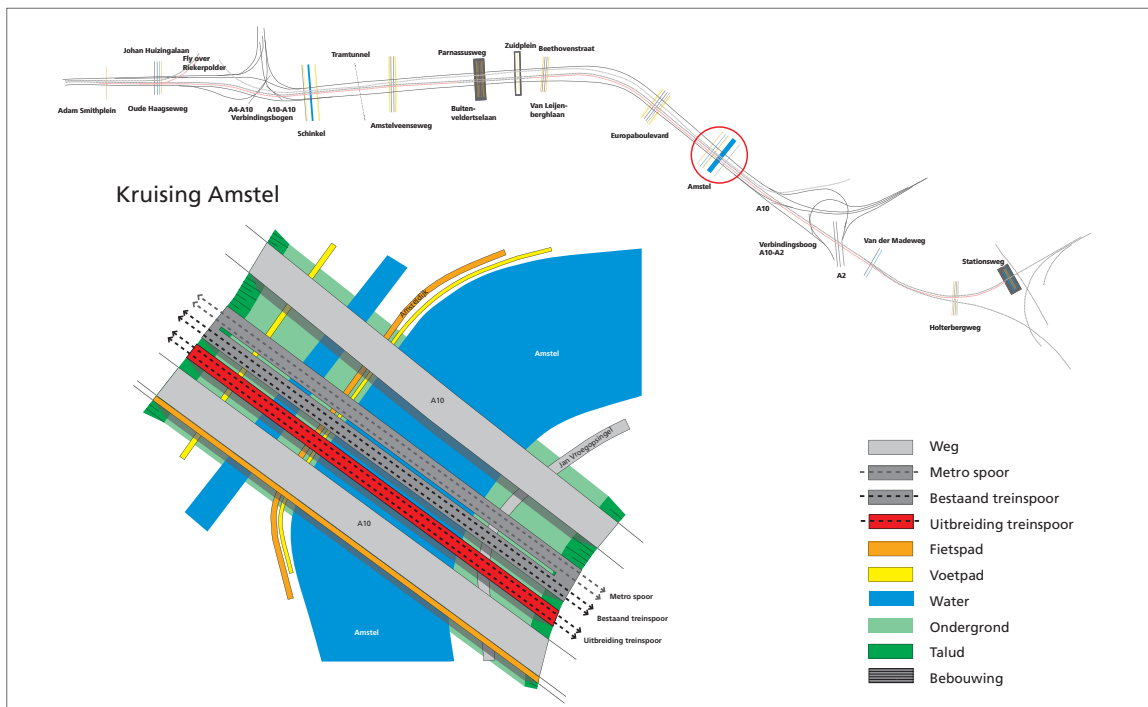 Johan Huizingalaan
Fly over
Riekerpolder
Tramtunnel
Parnassusweg
Zuidplein
Beethovenstraat
Adam Smithplein
Oude Haagseweg
A4-A10
A10-A10
Verbindingsbogen
Schinkel
Amstelveenseweg
Buiten-
veldertselaan
Van Leijen-
berghlaan
Europaboulevard
Amstel
A10
Verbindingsboog
A10-A2
A2
Van der Madeweg
Stationsweg
Holterbergweg
Kruising Amstel
Amsteldijk
Amstel
A10
Jan Vroegopsingel
A10
Amstel
Metro spoor
Bestaand treinspoor
Uitbreiding treinspoor
Weg
Metro spoor
Bestaand treinspoor
Uitbreiding treinspoor
Fietspad
Voetpad
Water
Ondergrond
Talud
Bebouwing